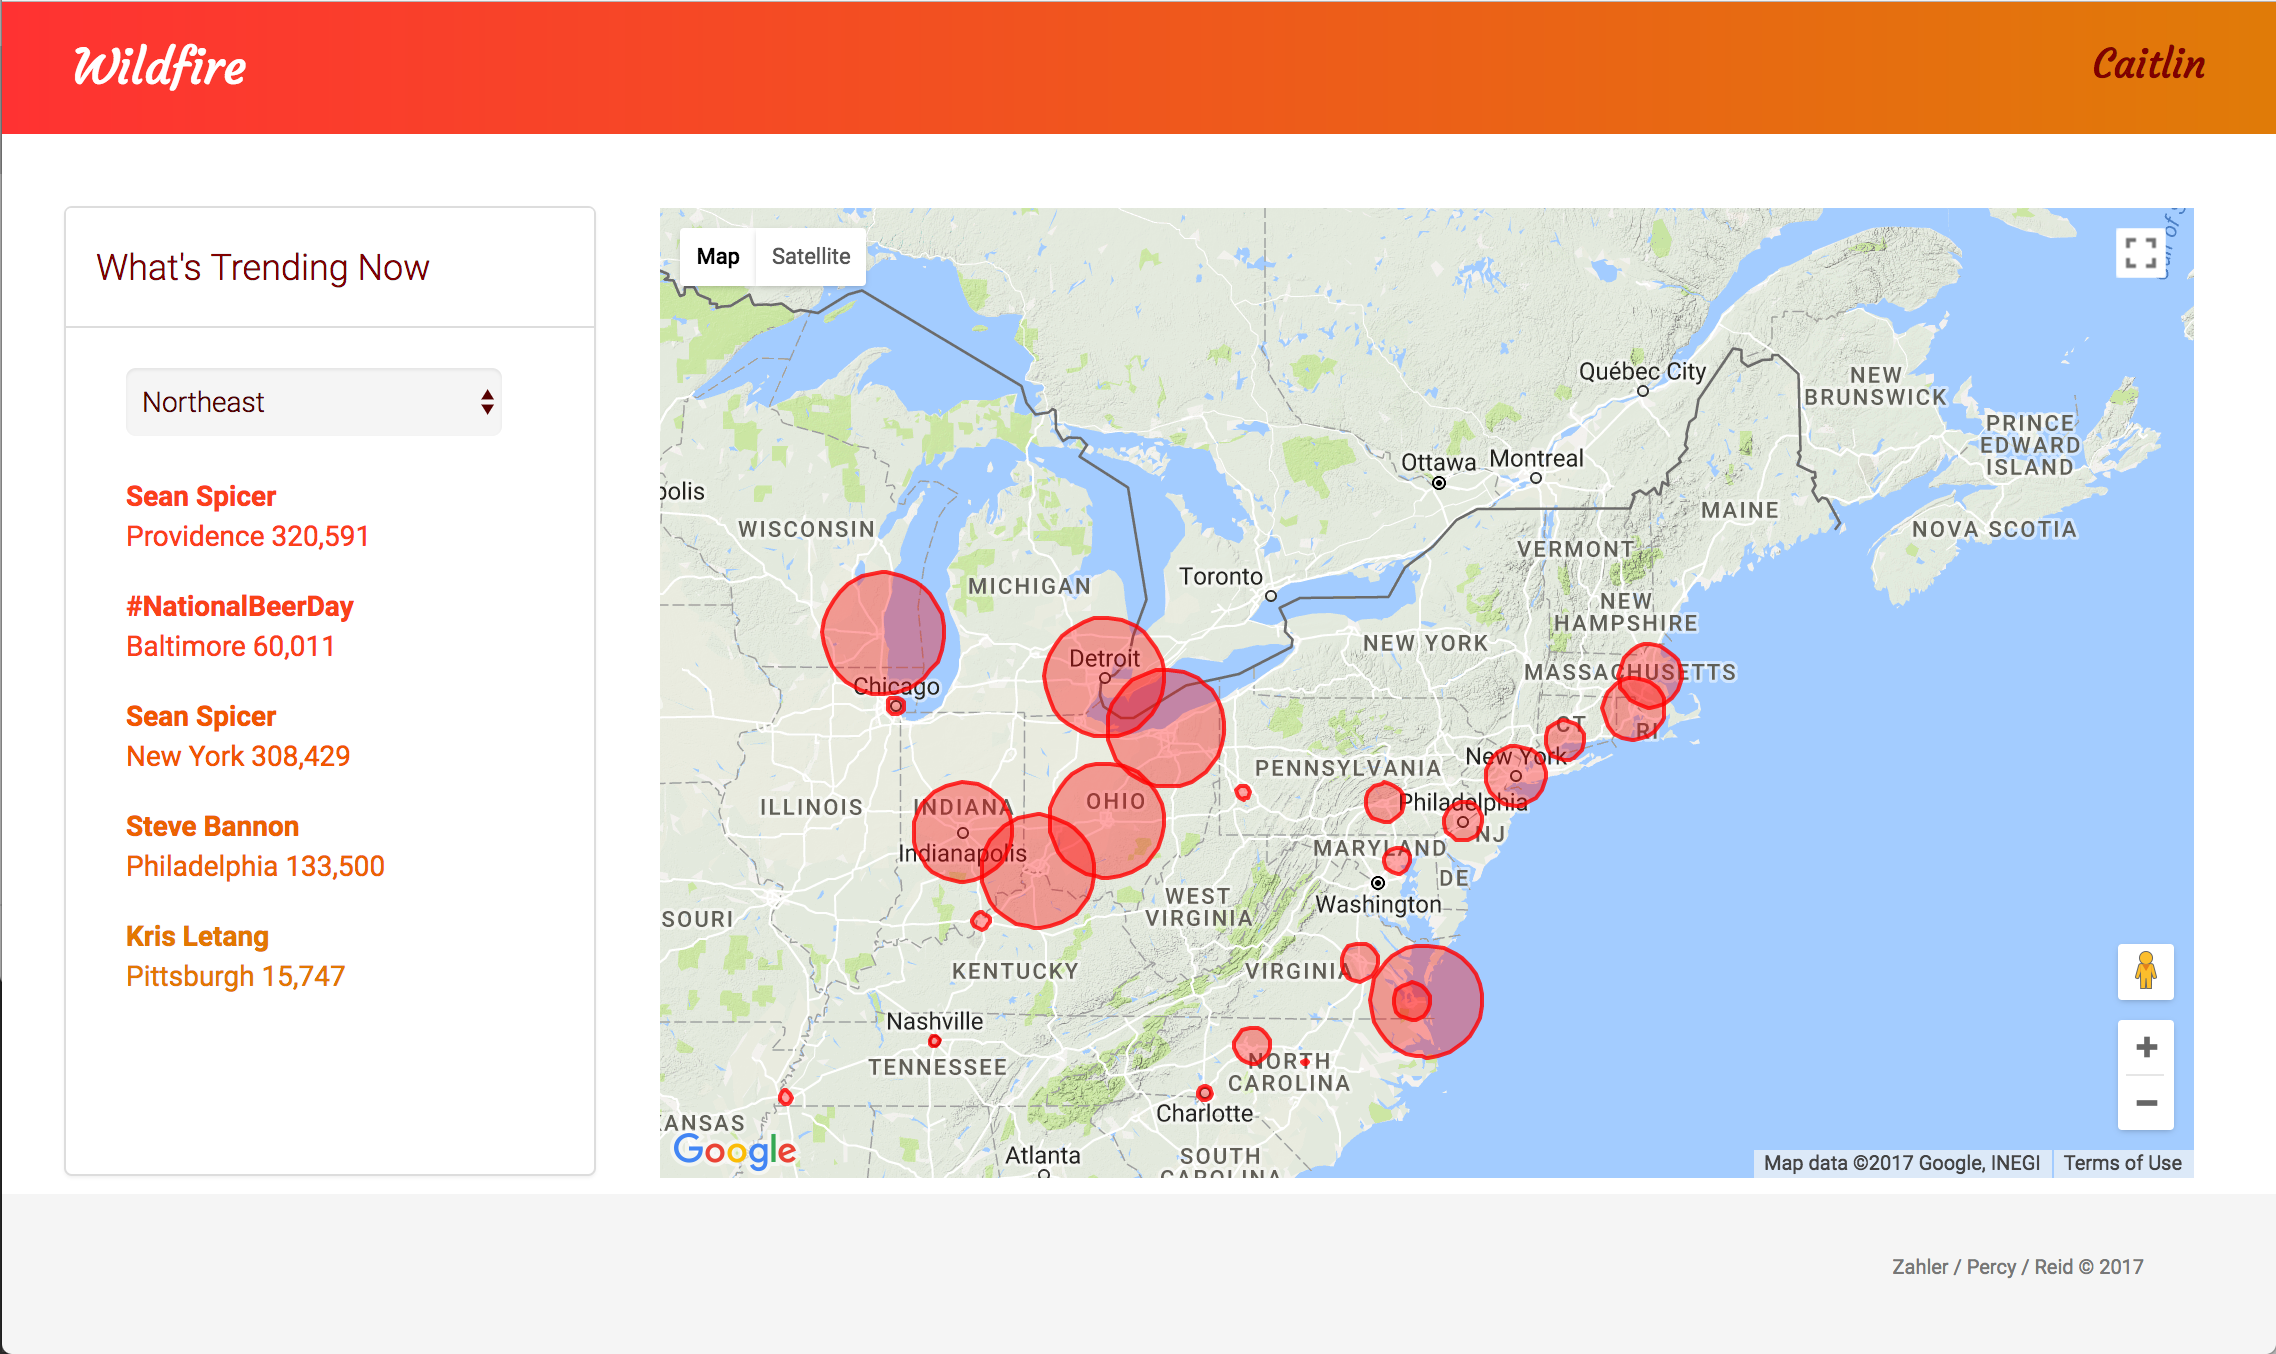 Wildfire
Caitlin
What's Trending Now
Northeast
Sean Spicer
Providence 320,591
#NationalBeerDay
Baltimore 60,011
Sean Spicer
New York 308,429
Steve Bannon
Philadelphia 133,500
Kris Letang
Pittsburgh 15,747
Map
Satellite
Québec City
NEW
BRUNSWICK
PRINCE
EDWARD
ISLAND
Ottawa
Montreal
polis
MAINE
NOVA SCOTIA
WISCONSIN
VERMONT
MICHIGAN
Toronto
NEW
HAMPSHIRE
NEW YORK
Detroit
MASSACHUSETTS
Chicago
CT
RI
New York
PENNSYLVANIA
ILLINOIS
INDIANA
OHIO
Philadelphia
NJ
MARYLAND
Indianapolis
DE
WEST
VIRGINIA
Washington
SOURI
KENTUCKY
VIRGINIA
Nashville
TENNESSEE
NORTH
CAROLINA
Charlotte
ANSAS
Google
Atlanta
SOUTH
CAROLINA
Map data ©2017 Google, INEGI
Terms of Use
Zahler / Percy / Reid © 2017